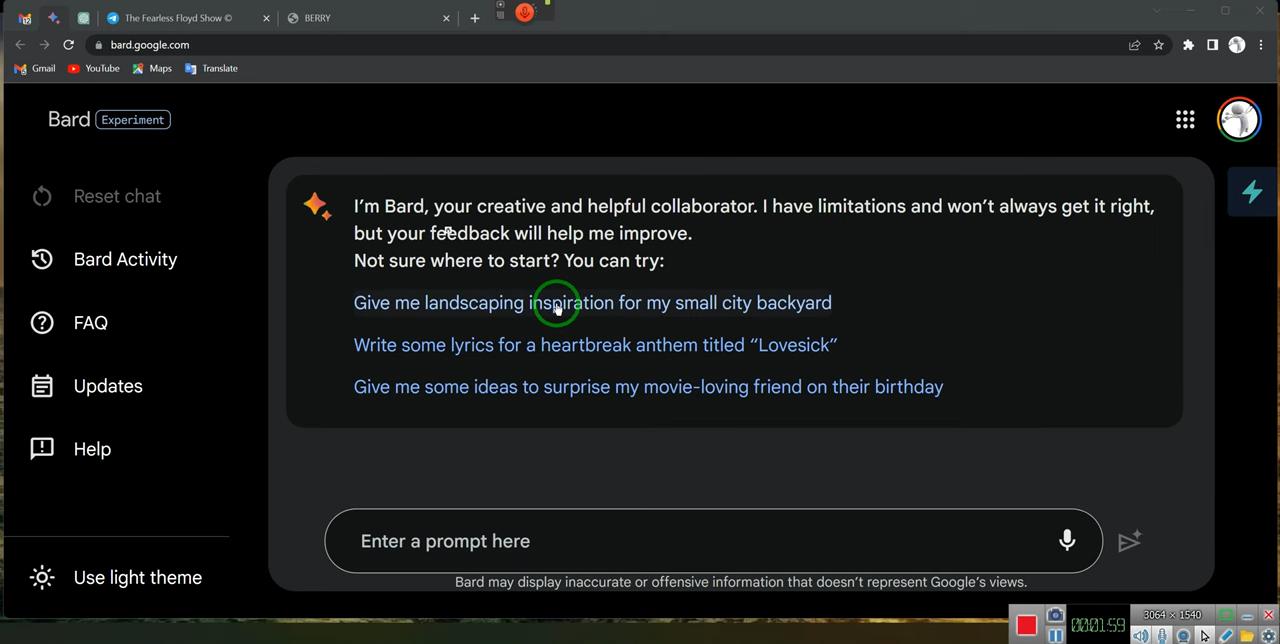 The Fearless Floyd Show ©
BERRY
bard.google.com
Gmail
YouTube
Maps
Translate
Bard
Experiment
Reset chat
Bard Activity
FAQ
Updates
Help
Use light theme
I'm Bard, your creative and helpful collaborator. I have limitations and won't always get it right,
but your feedback will help me improve.
Not sure where to start? You can try:
Give me landscaping inspiration for my small city backyard
Write some lyrics for a heartbreak anthem titled “Lovesick”
Give me some ideas to surprise my movie-loving friend on their birthday
Enter a prompt here
Bard may display inaccurate or offensive information that doesn't represent Google's views.
3064 × 1540
00:01:59